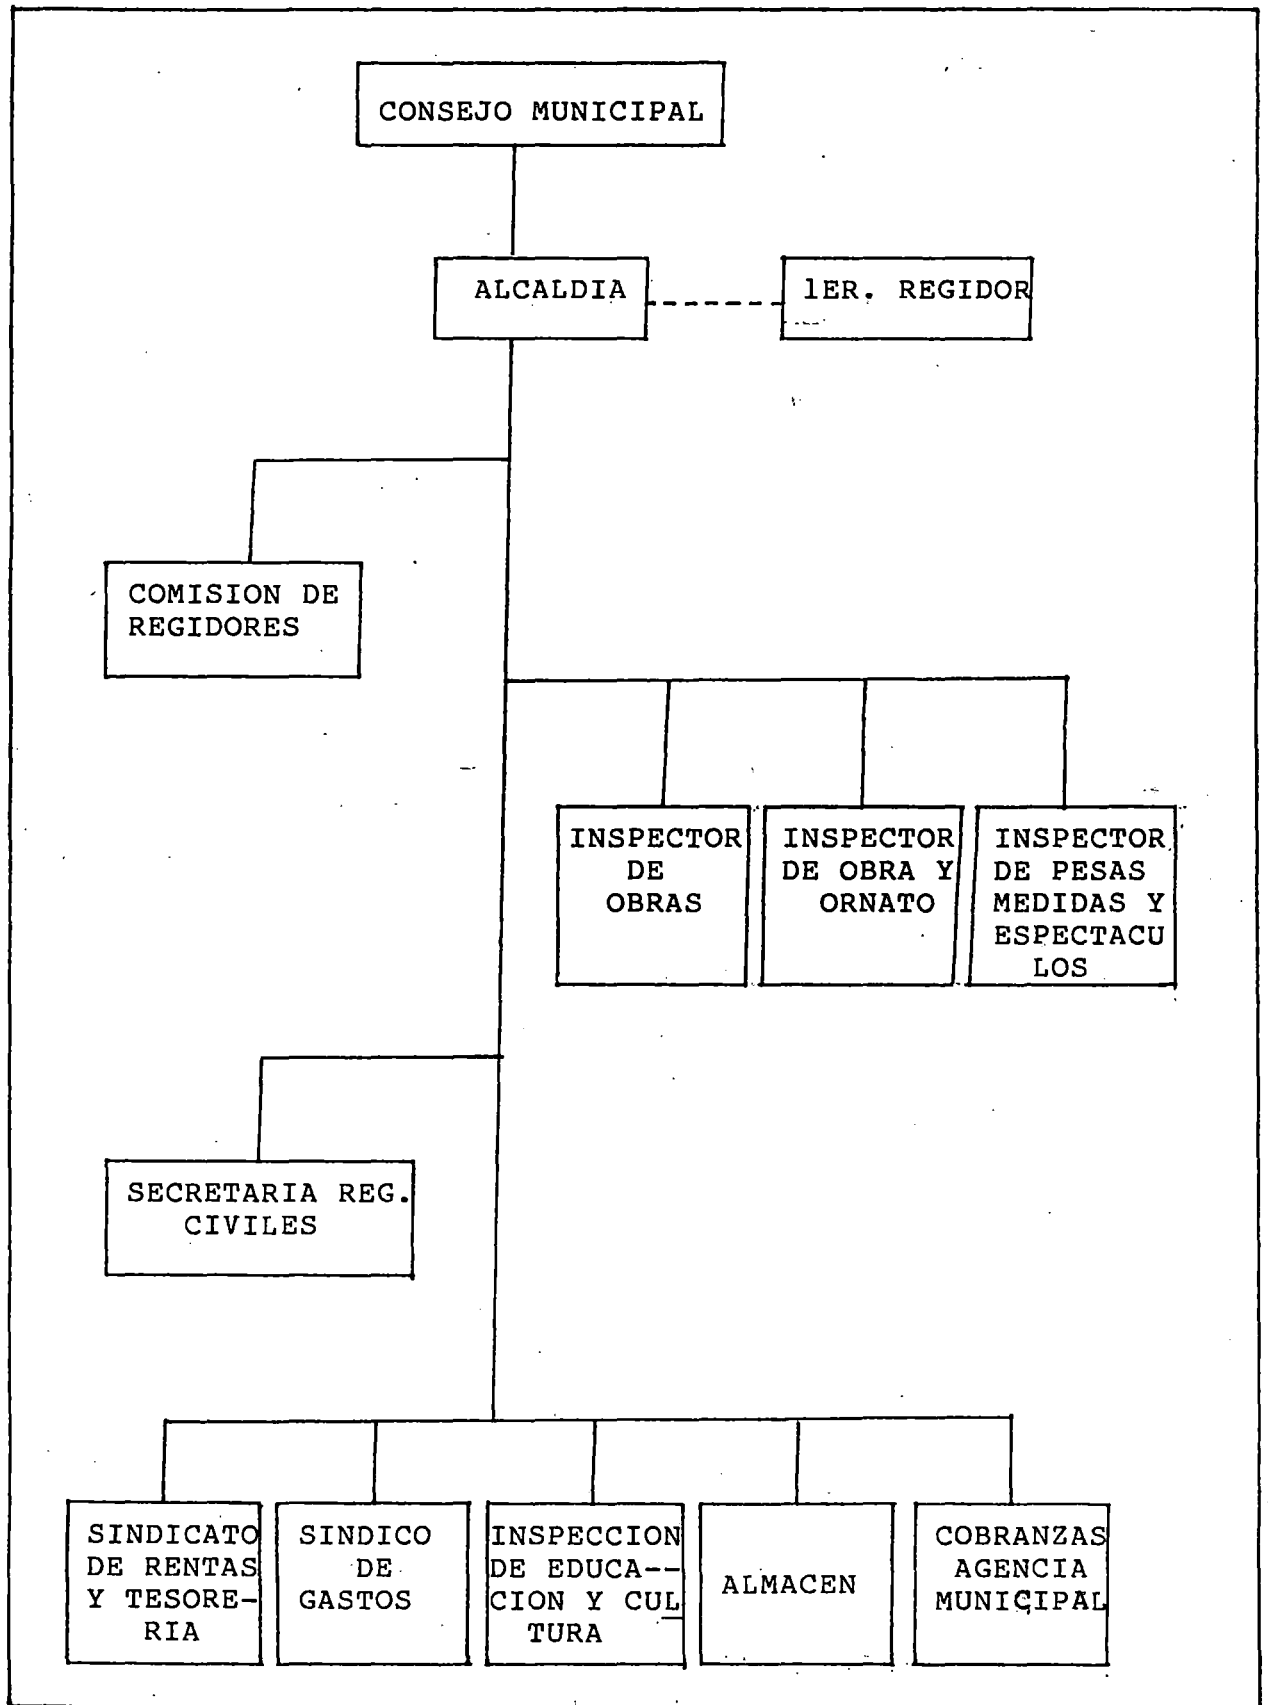 CONSEJO MUNICIPAL
ALCALDIA
1ER. REGIDOR
COMISION DE
REGIDORES
INSPECTOR
DE
OBRAS
INSPECTOR
DE OBRA Y
ORNATO
INSPECTOR
DE PESAS
MEDIDAS Y
ESPECTACU
LOS
SECRETARIA REG.
CIVILES
SINDICATO
DE RENTAS
Y TESORE-
RIA
SINDICO
DE
GASTOS
INSPECCION
DE EDUCA--
CION Y CUL
TURA
ALMACEN
COBRANZAS
AGENCIA
MUNICIPAL